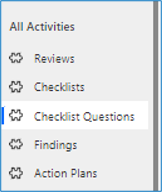 All Activities
Reviews
Checklists
Checklist Questions
Findings
Action Plans